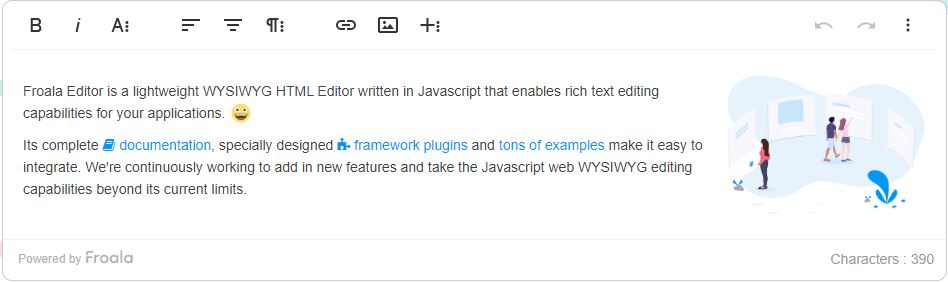 B i A
Froala Editor is a lightweight WYSIWYG HTML Editor written in Javascript that enables rich text editing
capabilities for your applications. 😀
Its complete documentation, specially designed framework plugins and tons of examples make it easy to
integrate. We're continuously working to add in new features and take the Javascript web WYSIWYG editing
capabilities beyond its current limits.
Powered by Froala
Characters : 390